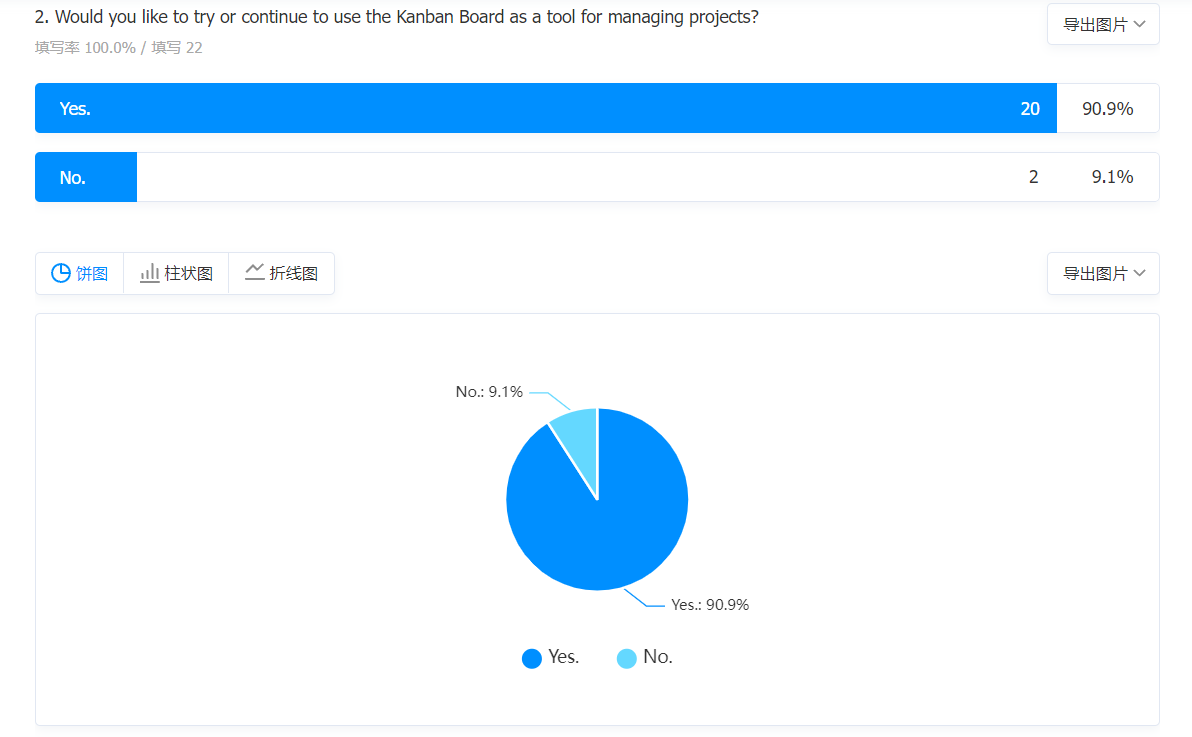 2. Would you like to try or continue to use the Kanban Board as a tool for managing projects?
导出图片
填写率 100.0% / 填写 22
Yes. 20 90.9%
No. 2 9.1%
饼图 柱状图 折线图 导出图片
No.: 9.1%
Yes.: 90.9%
Yes. No.